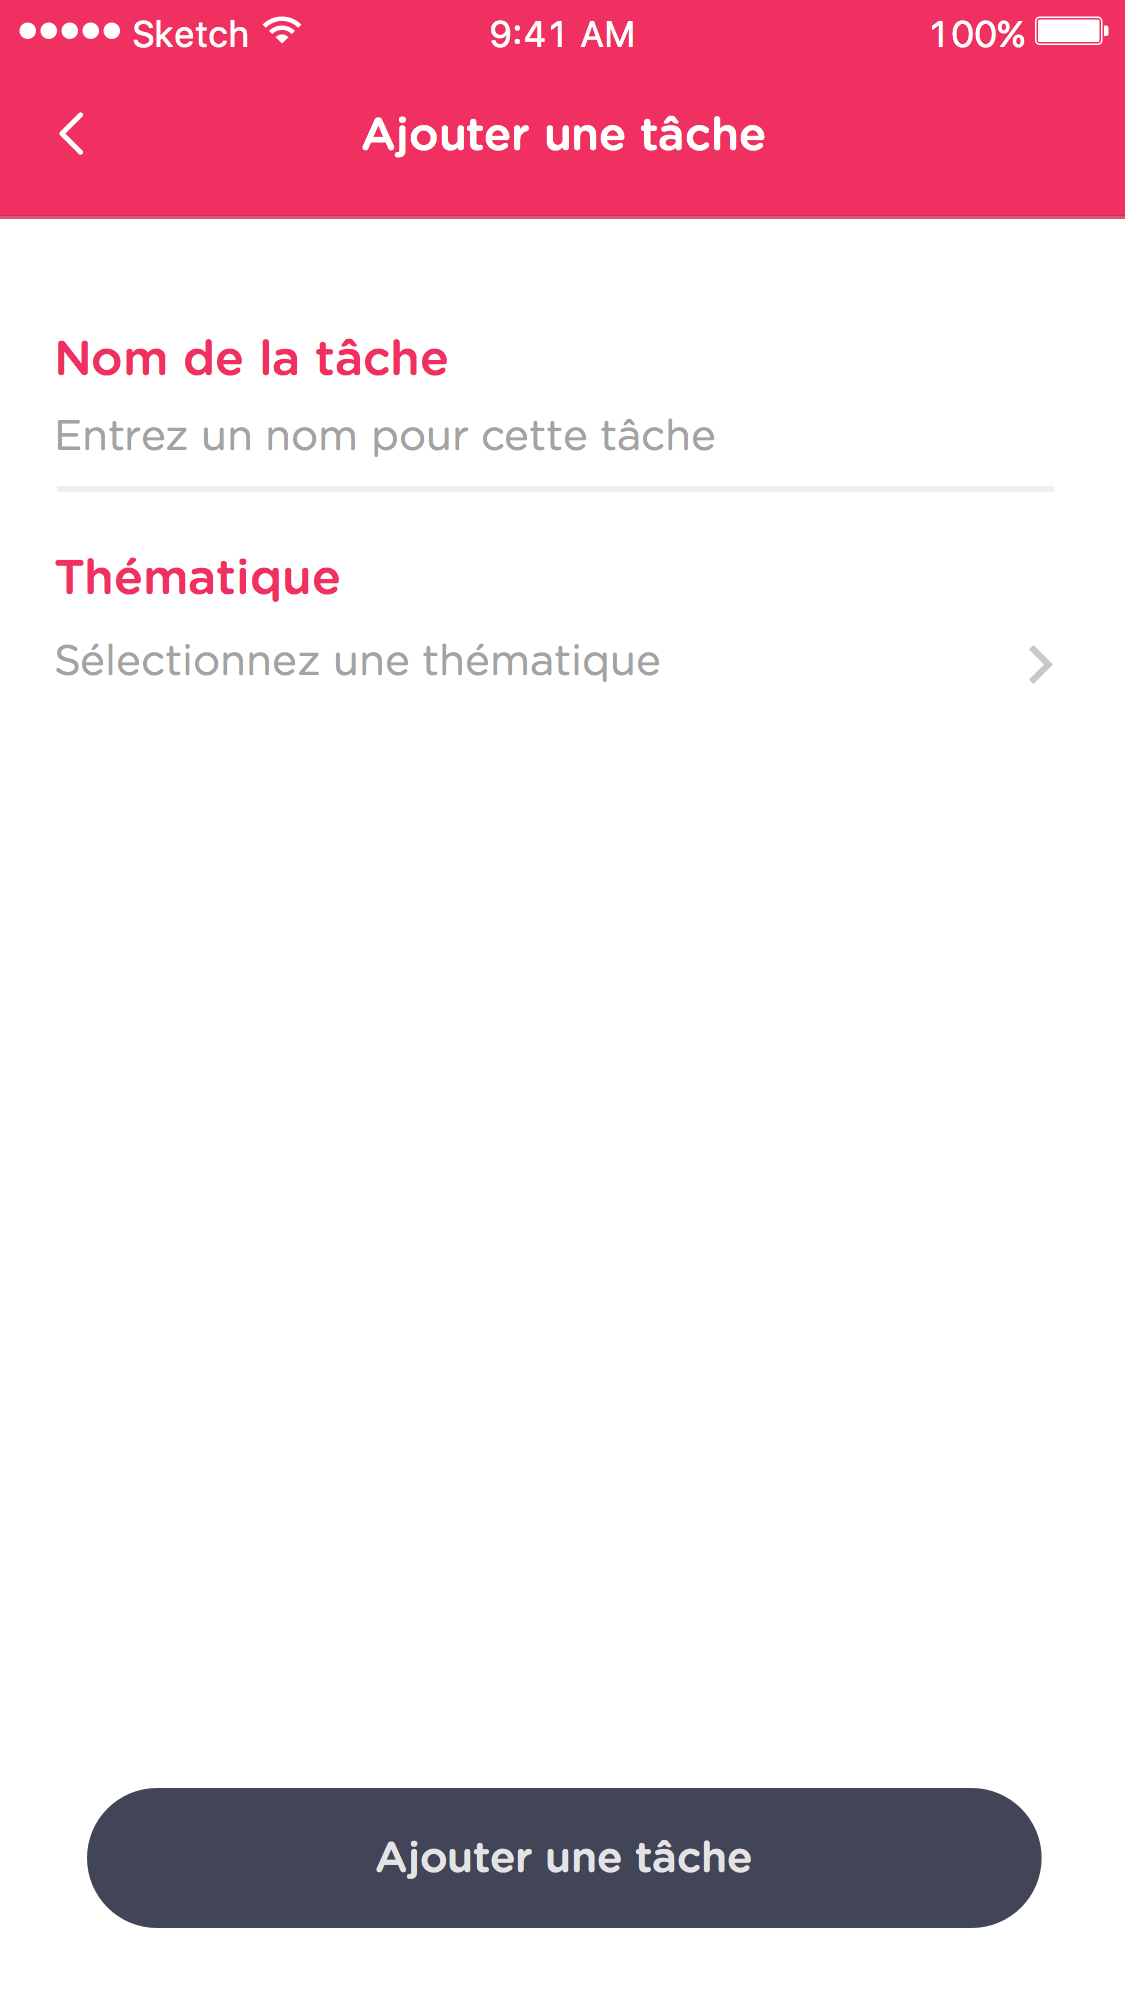 Sketch 9:41 AM 100%
Ajouter une tâche
Nom de la tâche
Entrez un nom pour cette tâche
Thématique
Sélectionnez une thématique
Ajouter une tâche